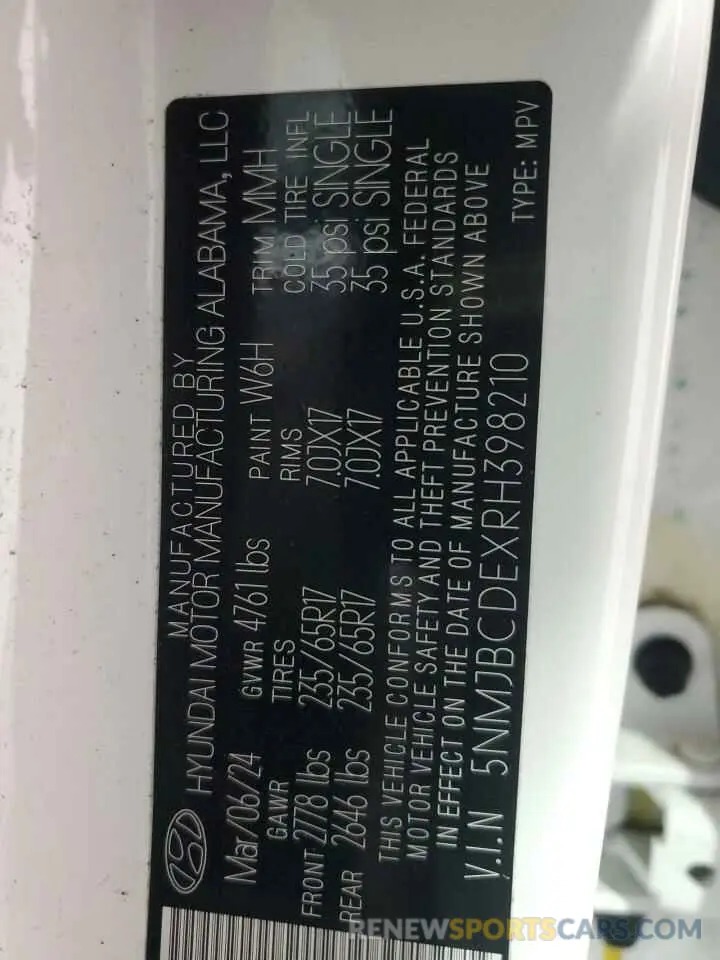 MANUFACTURED BY
HYUNDAI MOTOR MANUFACTURING ALABAMA, LLC
Mar/06/24 GVWR 4761 lbs PAINT W6H TRIM MMH
GAWR TIRES RIMS COLD TIRE INFL
FRONT 2778 lbs 235/65R17 7.0JX17 35 psi SINGLE
REAR 2646 lbs 235/65R17 7.0JX17 35 psi SINGLE
THIS VEHICLE CONFORMS TO ALL APPLICABLE U.S.A. FEDERAL
MOTOR VEHICLE SAFETY AND THEFT PREVENTION STANDARDS
IN EFFECT ON THE DATE OF MANUFACTURE SHOWN ABOVE
V.I.N 5NMJBCDEXRH398210 TYPE: MPV
RENEWSPORTSCARS.COM